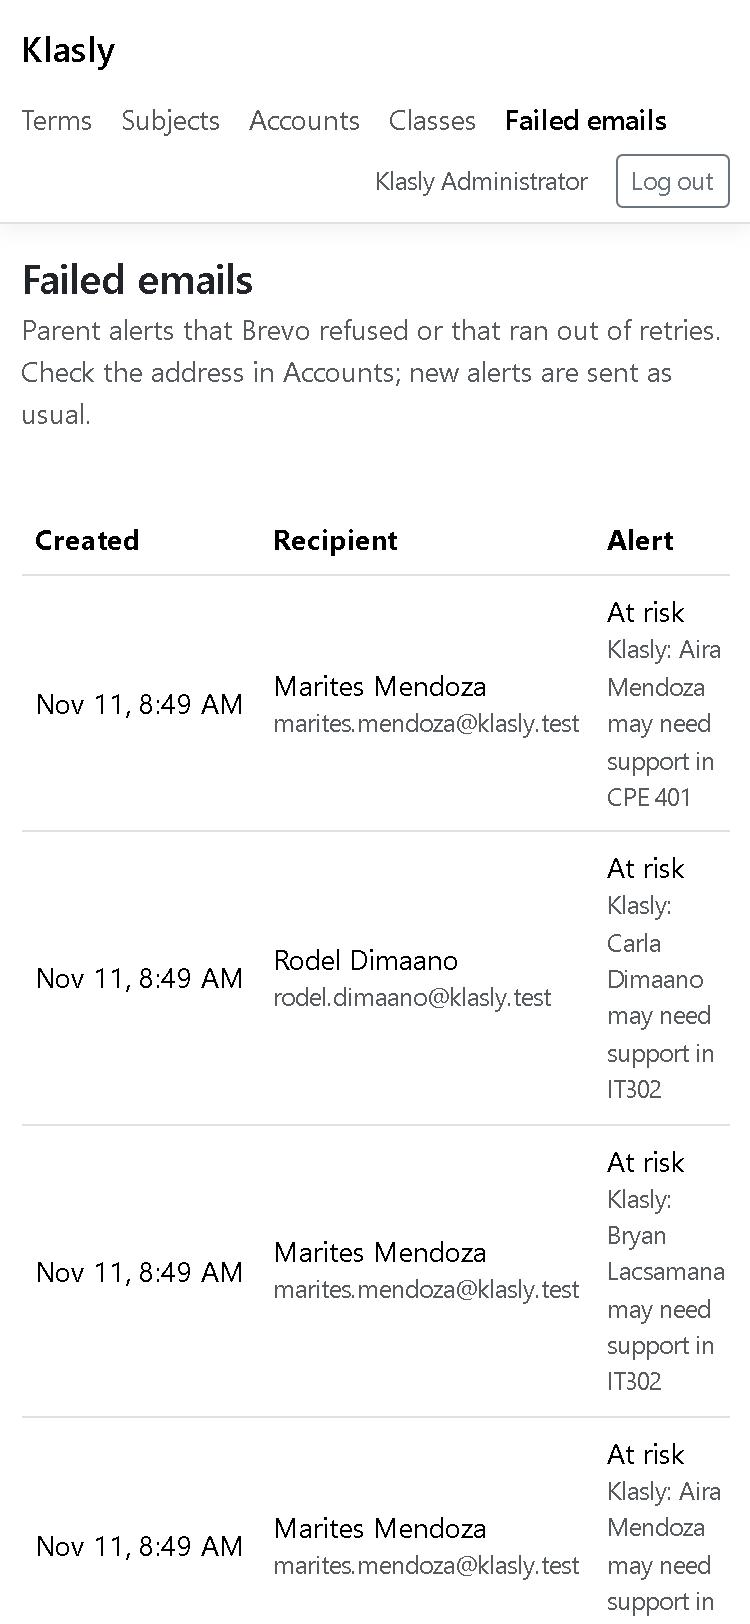 Klasly
Terms Subjects Accounts Classes Failed emails
Klasly Administrator Log out
Failed emails
Parent alerts that Brevo refused or that ran out of retries.
Check the address in Accounts; new alerts are sent as
usual.
Created Recipient Alert
Nov 11, 8:49 AM
Marites Mendoza
marites.mendoza@klasly.test
At risk
Klasly: Aira
Mendoza
may need
support in
CPE 401
Nov 11, 8:49 AM
Rodel Dimaano
rodel.dimaano@klasly.test
At risk
Klasly:
Carla
Dimaano
may need
support in
IT302
Nov 11, 8:49 AM
Marites Mendoza
marites.mendoza@klasly.test
At risk
Klasly:
Bryan
Lacsamana
may need
support in
IT302
Nov 11, 8:49 AM
Marites Mendoza
marites.mendoza@klasly.test
At risk
Klasly: Aira
Mendoza
may need
support in